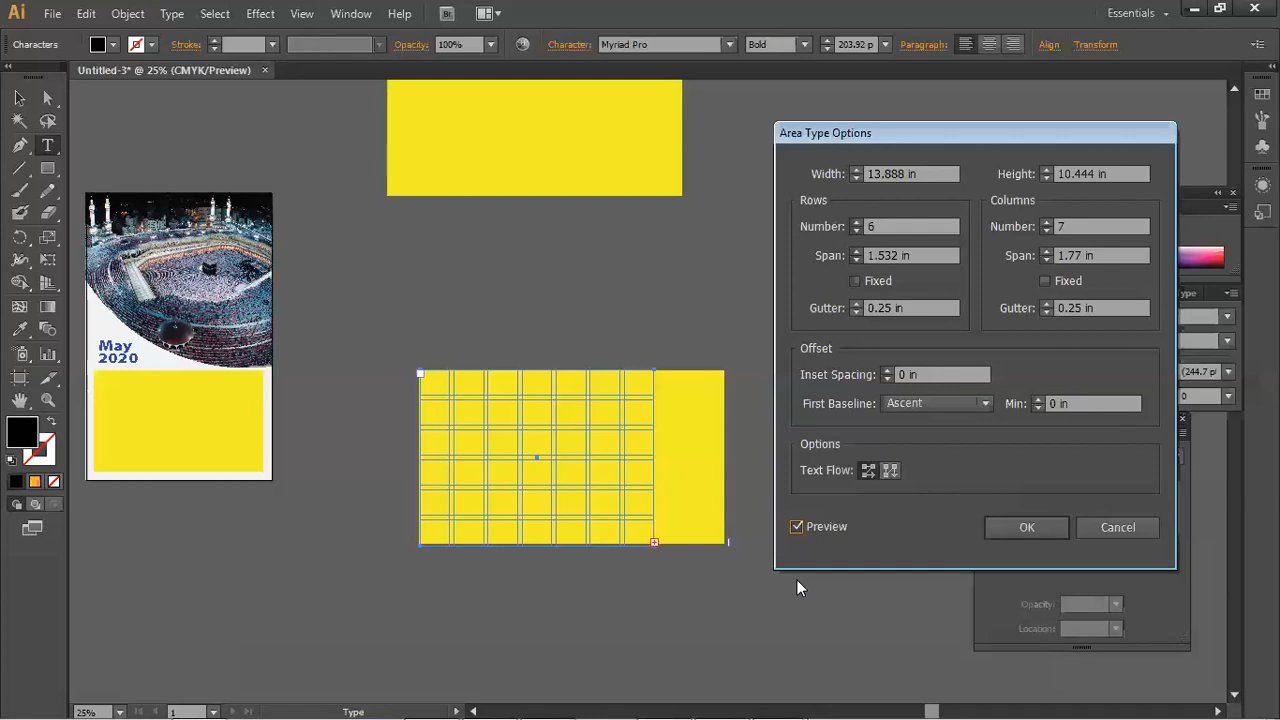 Ai File Edit Object Type Select Effect View Window Help Br Essentials
Characters Stroke: Opacity: 100% Character: Myriad Pro Bold 203.92 p Paragraph: Align Transform
Untitled-3* @ 25% (CMYK/Preview)
Area Type Options
Width: 13.888 in Height: 10.444 in
Rows Columns
Number: 6 Number: 7
Span: 1.532 in Span: 1.77 in
Fixed Fixed
Gutter: 0.25 in Gutter: 0.25 in
Offset
Inset Spacing: 0 in
First Baseline: Ascent Min: 0 in
Options
Text Flow:
Preview OK Cancel
May
2020
ype
(244.7 p
0
Opacity:
Location:
25% 1 Type